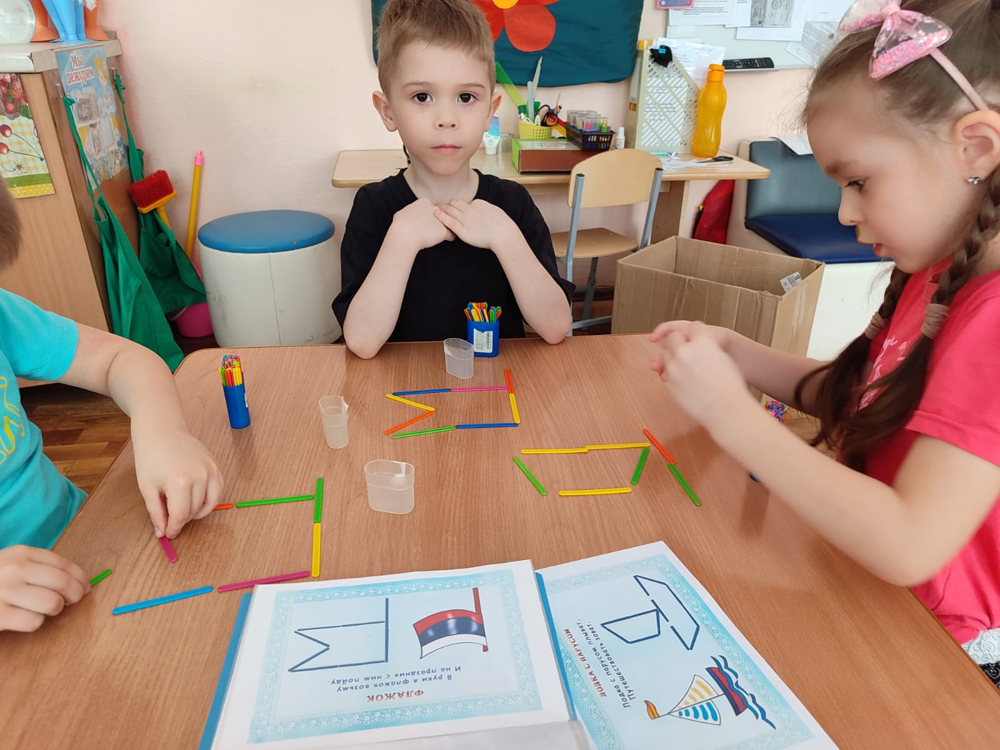 Мы
дежурим
ФЛАЖОК
В руки я флажок возьму
И на праздник с ним пойду.
ЛОДКА С ПАРУСОМ
Лодка с парусом плывет,
Путешествовать зовет.